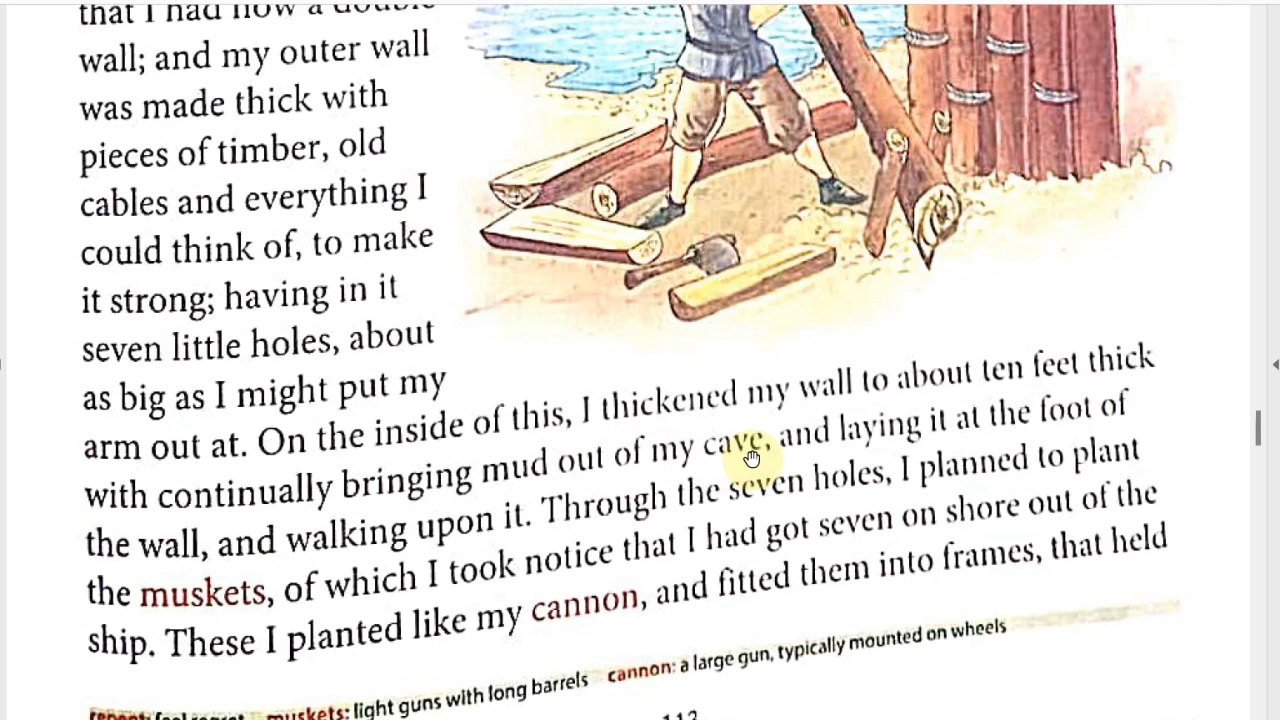 that I had now a double
wall; and my outer wall
was made thick with
pieces of timber, old
cables and everything I
could think of, to make
it strong; having in it
seven little holes, about
as big as I might put my
arm out at. On the inside of this, I thickened my wall to about ten feet thick
with continually bringing mud out of my cave, and laying it at the foot of
the wall, and walking upon it. Through the seven holes, I planned to plant
the muskets, of which I took notice that I had got seven on shore out of the
ship. These I planted like my cannon, and fitted them into frames, that held
repent: feel regret muskets: light guns with long barrels cannon: a large gun, typically mounted on wheels
112